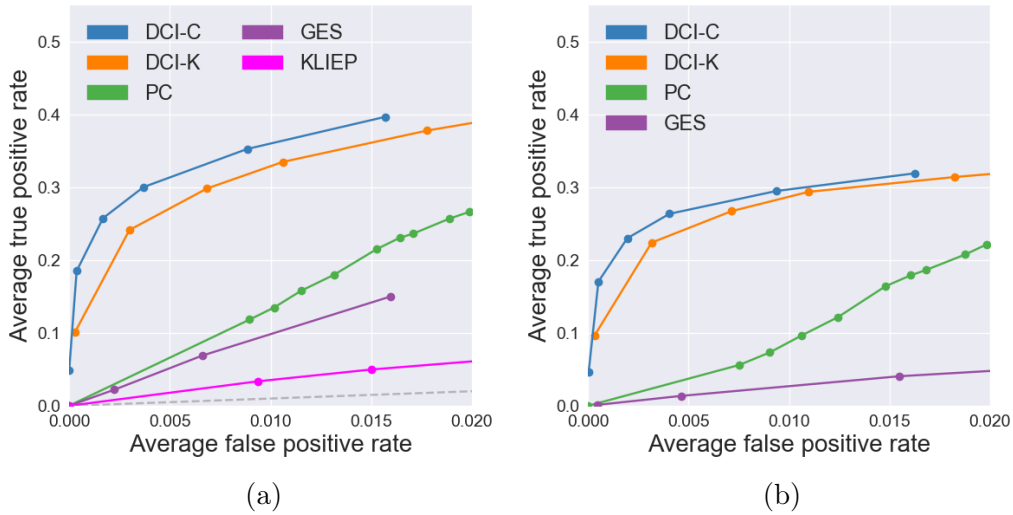 0.5
0.4
0.3
0.2
0.1
0.0
Average true positive rate
DCI-C
DCI-K
PC
GES
KLIEP
0.000
0.005
0.010
0.015
0.020
Average false positive rate
(a)
0.5
0.4
0.3
0.2
0.1
0.0
Average true positive rate
DCI-C
DCI-K
PC
GES
0.000
0.005
0.010
0.015
0.020
Average false positive rate
(b)